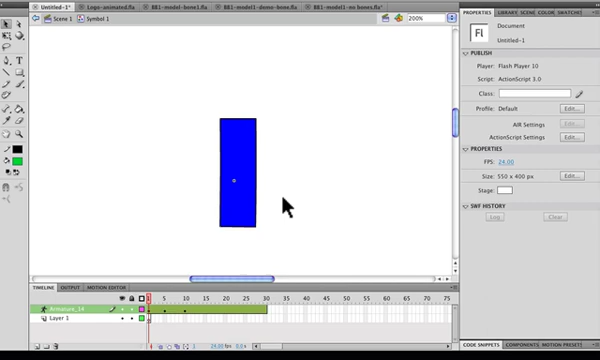 Untitled-1* Logo-animated.fla BB1-model-bone1.fla BB1-model1-demo-bone.fla BB1-model1-no bones.fla*
Scene 1 Symbol 1 200%
PROPERTIES LIBRARY SCENE COLOR SWATCHES
Fl Document
Untitled-1
PUBLISH
Player: Flash Player 10
Script: ActionScript 3.0
Class:
Profile: Default Edit...
AIR Settings Edit...
ActionScript Settings Edit...
PROPERTIES
FPS: 24.00
Size: 550 x 400 px Edit...
Stage:
SWF HISTORY
Log Clear
TIMELINE OUTPUT MOTION EDITOR
1 5 10 15 20 25 30 35 40 45 50 55 60 65 70 75
Armature_14
Layer 1
1 24.00 fps 0.0 s
CODE SNIPPETS COMPONENTS MOTION PRESET